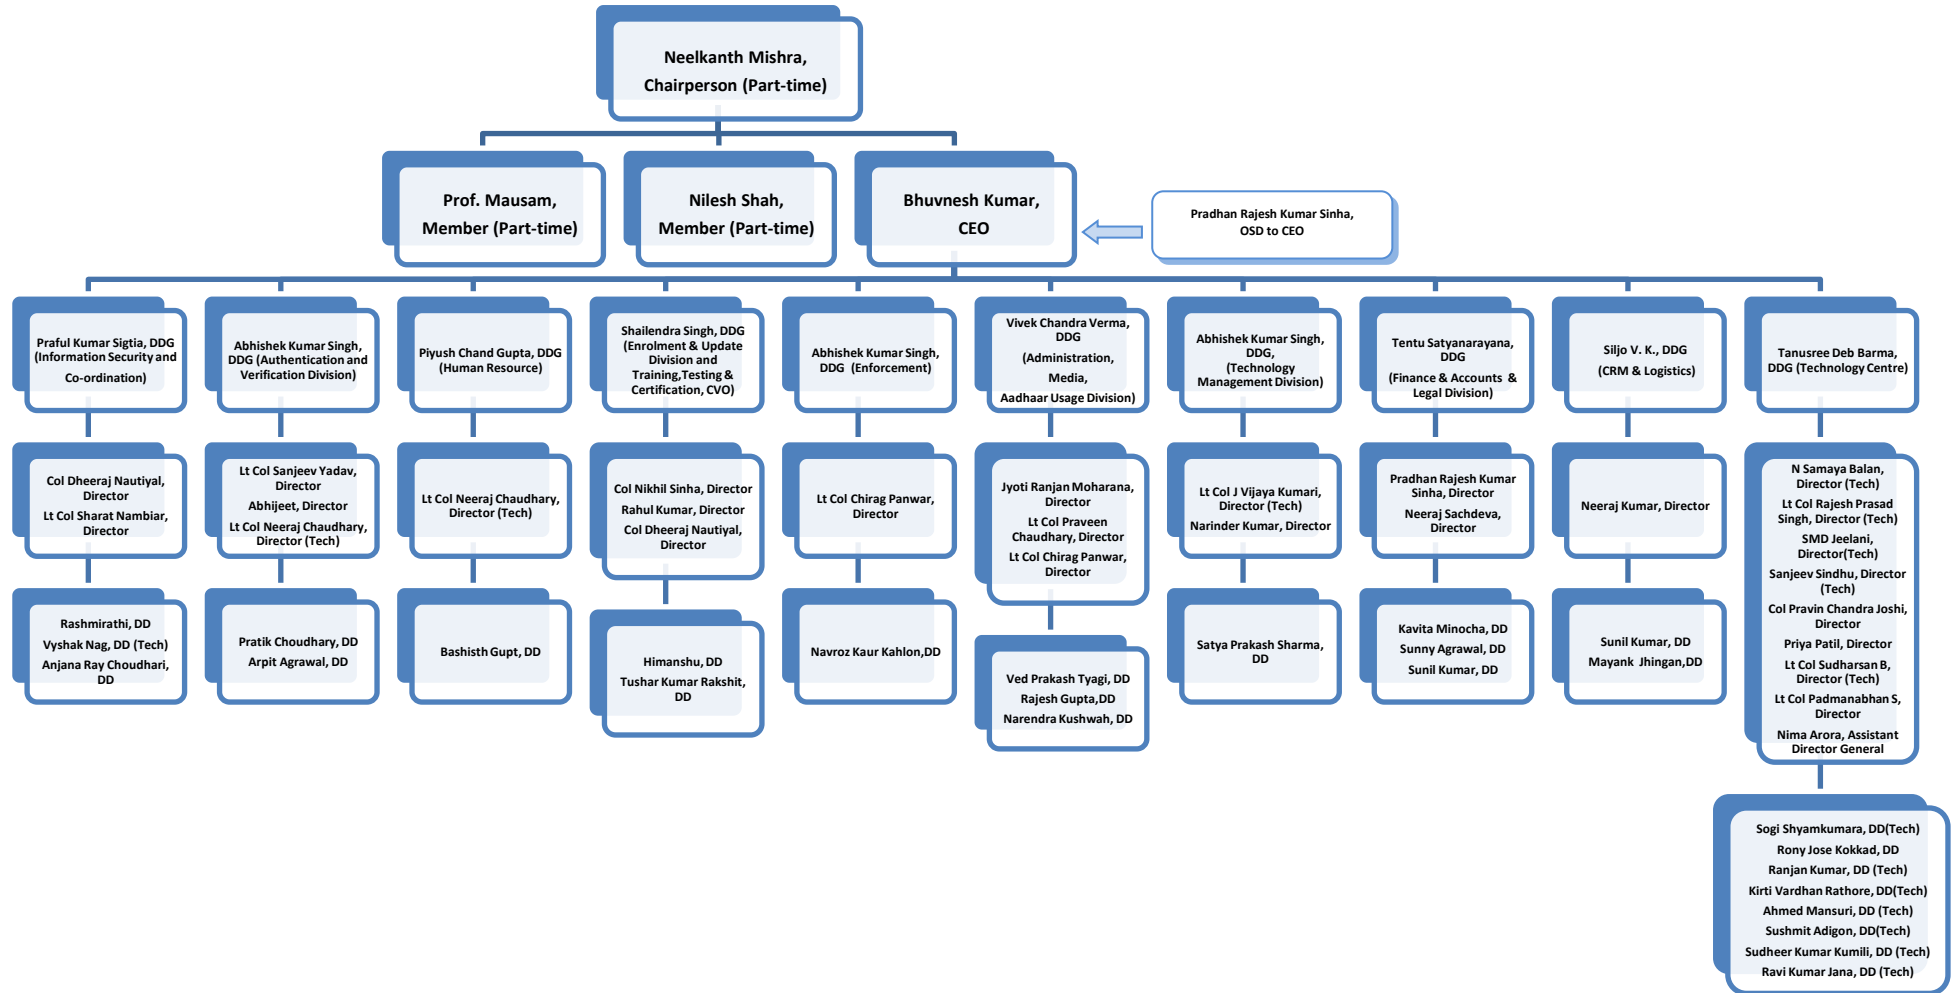 Neelkanth Mishra,
Chairperson (Part-time)
Prof. Mausam,
Member (Part-time)
Nilesh Shah,
Member (Part-time)
Bhuvnesh Kumar,
CEO
Pradhan Rajesh Kumar Sinha,
OSD to CEO
Praful Kumar Sigtia, DDG
(Information Security and
Co-ordination)
Abhishek Kumar Singh,
DDG (Authentication and
Verification Division)
Piyush Chand Gupta, DDG
(Human Resource)
Shailendra Singh, DDG
(Enrolment & Update
Division and
Training,Testing &
Certification, CVO)
Abhishek Kumar Singh,
DDG (Enforcement)
Vivek Chandra Verma,
DDG
(Administration,
Media,
Aadhaar Usage Division)
Abhishek Kumar Singh,
DDG,
(Technology
Management Division)
Tentu Satyanarayana,
DDG
(Finance & Accounts &
Legal Division)
Siljo V. K., DDG
(CRM & Logistics)
Tanusree Deb Barma,
DDG (Technology Centre)
Col Dheeraj Nautiyal,
Director
Lt Col Sharat Nambiar,
Director
Lt Col Sanjeev Yadav,
Director
Abhijeet, Director
Lt Col Neeraj Chaudhary,
Director (Tech)
Lt Col Neeraj Chaudhary,
Director (Tech)
Col Nikhil Sinha, Director
Rahul Kumar, Director
Col Dheeraj Nautiyal,
Director
Lt Col Chirag Panwar,
Director
Jyoti Ranjan Moharana,
Director
Lt Col Praveen
Chaudhary, Director
Lt Col Chirag Panwar,
Director
Lt Col J Vijaya Kumari,
Director (Tech)
Narinder Kumar, Director
Pradhan Rajesh Kumar
Sinha, Director
Neeraj Sachdeva,
Director
Neeraj Kumar, Director
N Samaya Balan,
Director (Tech)
Lt Col Rajesh Prasad
Singh, Director (Tech)
SMD Jeelani,
Director(Tech)
Sanjeev Sindhu, Director
(Tech)
Col Pravin Chandra Joshi,
Director
Priya Patil, Director
Lt Col Sudharsan B,
Director (Tech)
Lt Col Padmanabhan S,
Director
Nima Arora, Assistant
Director General
Rashmirathi, DD
Vyshak Nag, DD (Tech)
Anjana Ray Choudhari,
DD
Pratik Choudhary, DD
Arpit Agrawal, DD
Bashisth Gupt, DD
Himanshu, DD
Tushar Kumar Rakshit,
DD
Navroz Kaur Kahlon,DD
Ved Prakash Tyagi, DD
Rajesh Gupta,DD
Narendra Kushwah, DD
Satya Prakash Sharma,
DD
Kavita Minocha, DD
Sunny Agrawal, DD
Sunil Kumar, DD
Sunil Kumar, DD
Mayank Jhingan,DD
Sogi Shyamkumara, DD(Tech)
Rony Jose Kokkad, DD
Ranjan Kumar, DD (Tech)
Kirti Vardhan Rathore, DD(Tech)
Ahmed Mansuri, DD (Tech)
Sushmit Adigon, DD(Tech)
Sudheer Kumar Kumili, DD (Tech)
Ravi Kumar Jana, DD (Tech)